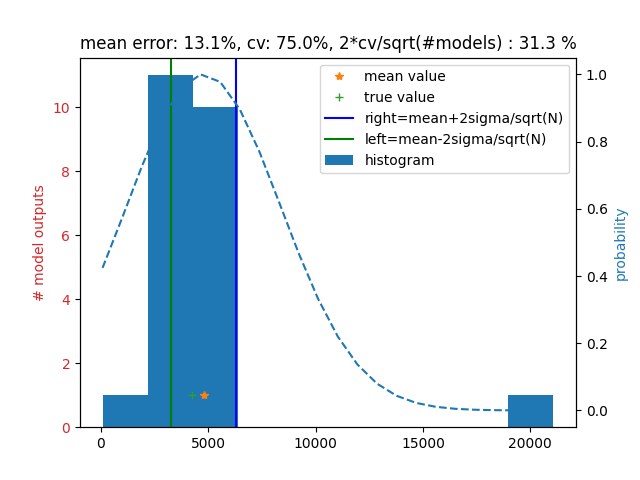 mean error: 13.1%, cv: 75.0%, 2*cv/sqrt(#models) : 31.3 %
mean value
true value
right=mean+2sigma/sqrt(N)
left=mean-2sigma/sqrt(N)
histogram
# model outputs
10
8
6
4
2
0
1.0
0.8
0.6
0.4
0.2
0.0
probability
0 5000 10000 15000 20000